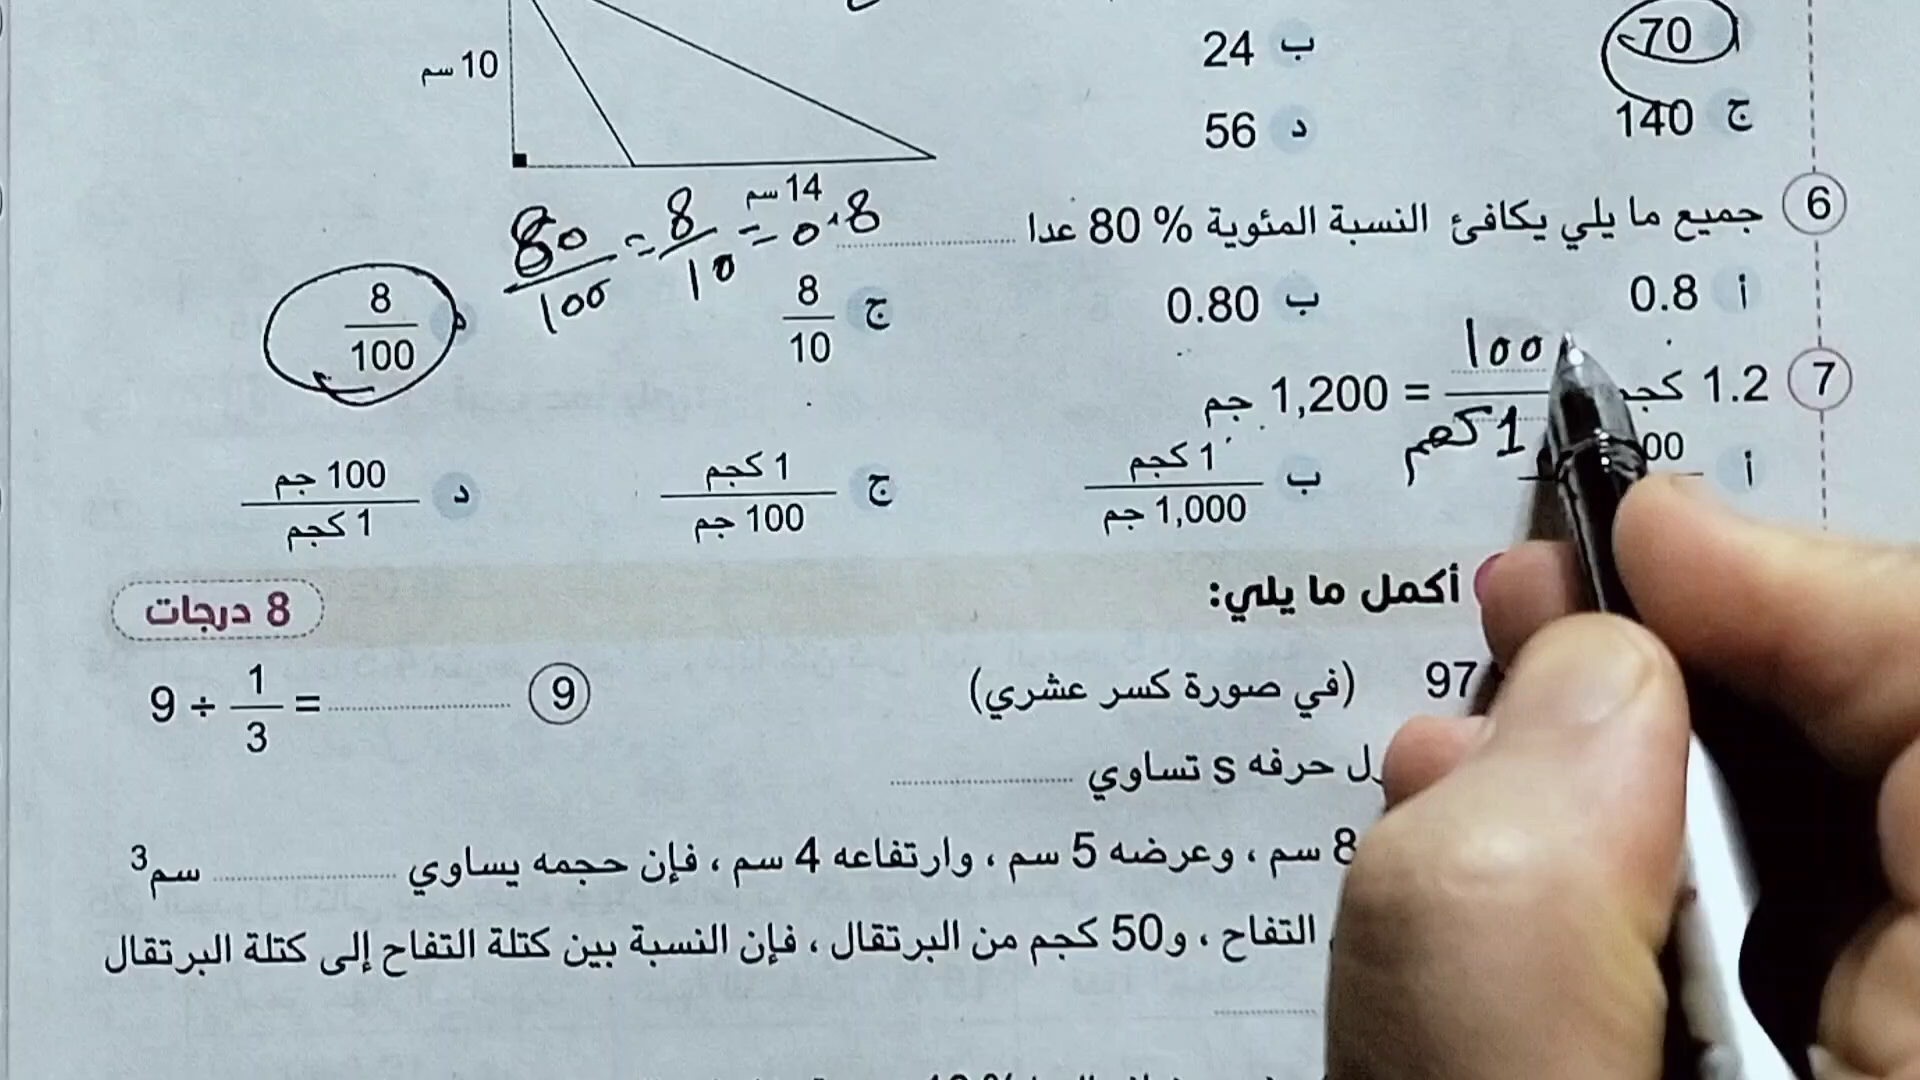 10 سم
14 سم
أ 70 ب 24
ج 140 د 56
6 جميع ما يلي يكافئ النسبة المئوية % 80 عدا
80/100 = 8/10 = 0.8
أ 0.8 ب 0.80 ج 8/10 د 8/100
7 1.2 كجم 100 / 1 كجم = 1,200 جم
أ ب 1 كجم / 1,000 جم ج 1 كجم / 100 جم د 100 جم / 1 كجم
أكمل ما يلي:
8 درجات
97 (في صورة كسر عشري)
9 9 ÷ 1/3 =
حرفه s تساوي
8 سم ، وعرضه 5 سم ، وارتفاعه 4 سم ، فإن حجمه يساوي سم3
التفاح ، و50 كجم من البرتقال ، فإن النسبة بين كتلة التفاح إلى كتلة البرتقال